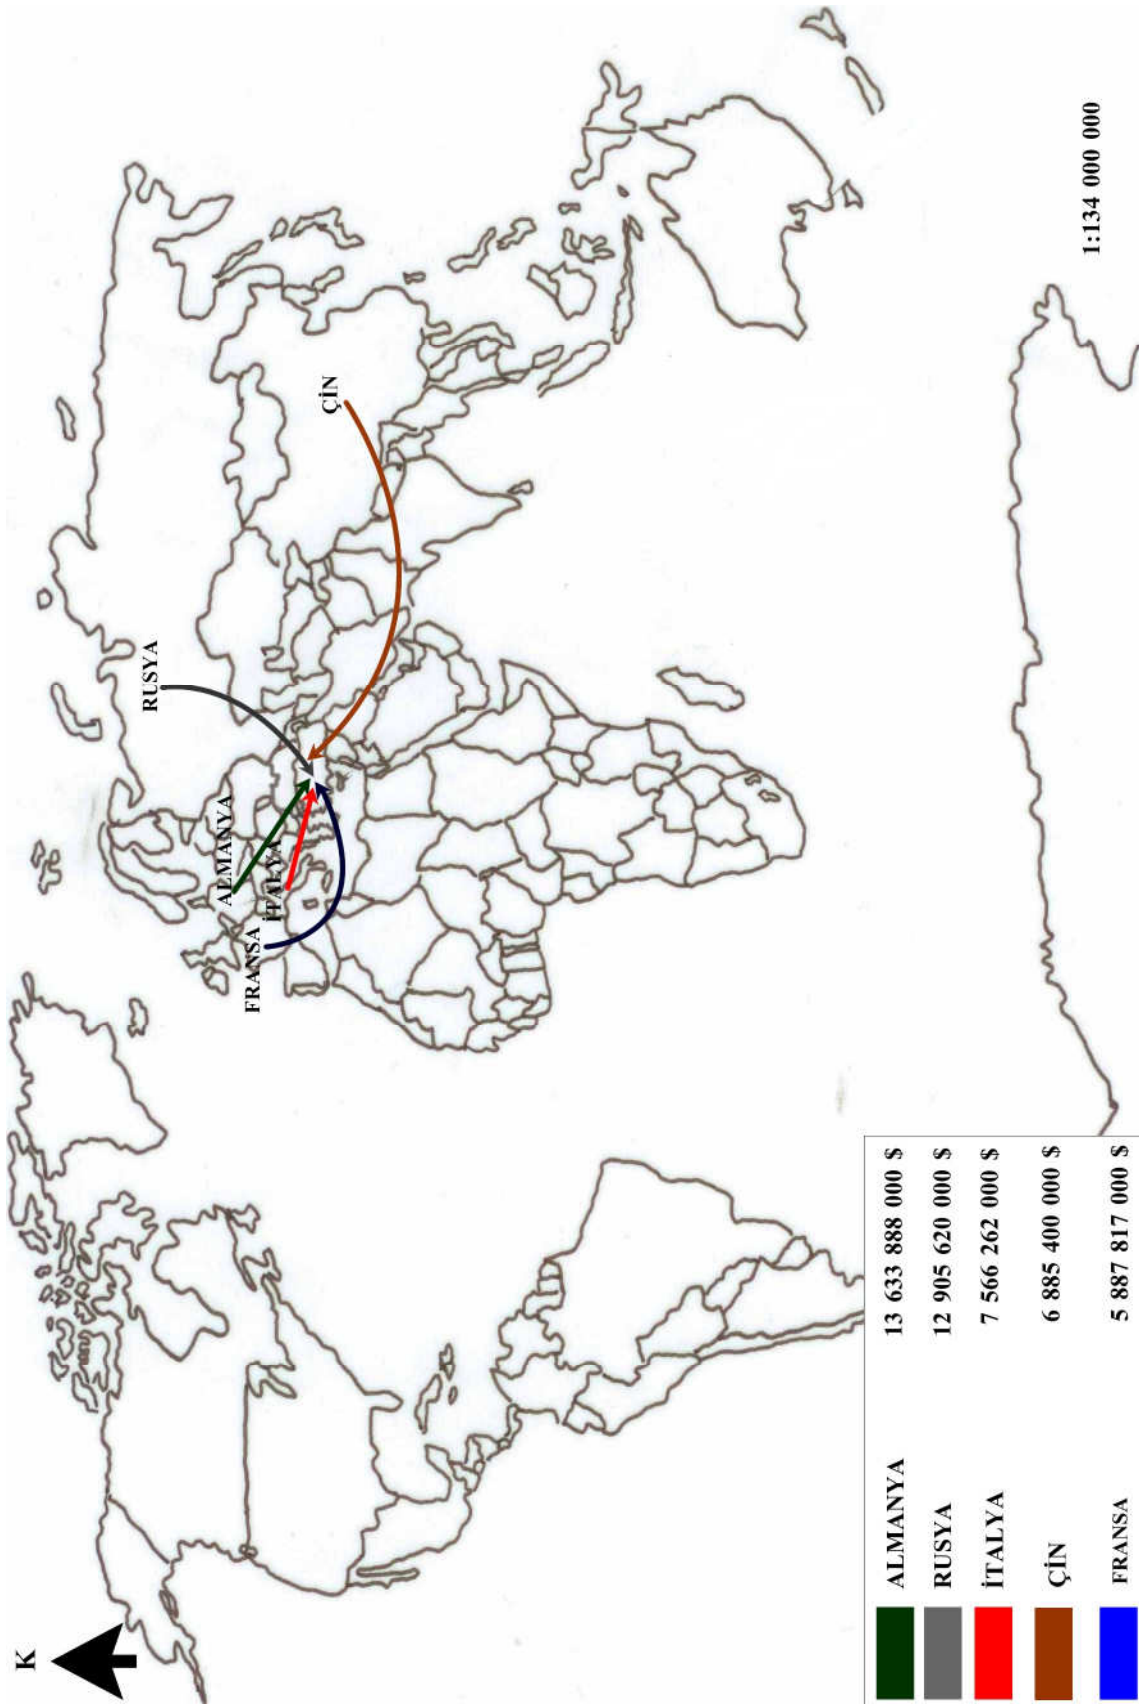 K
RUSYA
ALMANYA
İTALYA
FRANSA
ÇİN
1:134 000 000
ALMANYA 13 633 888 000 $
RUSYA 12 905 620 000 $
İTALYA 7 566 262 000 $
ÇİN 6 885 400 000 $
FRANSA 5 887 817 000 $